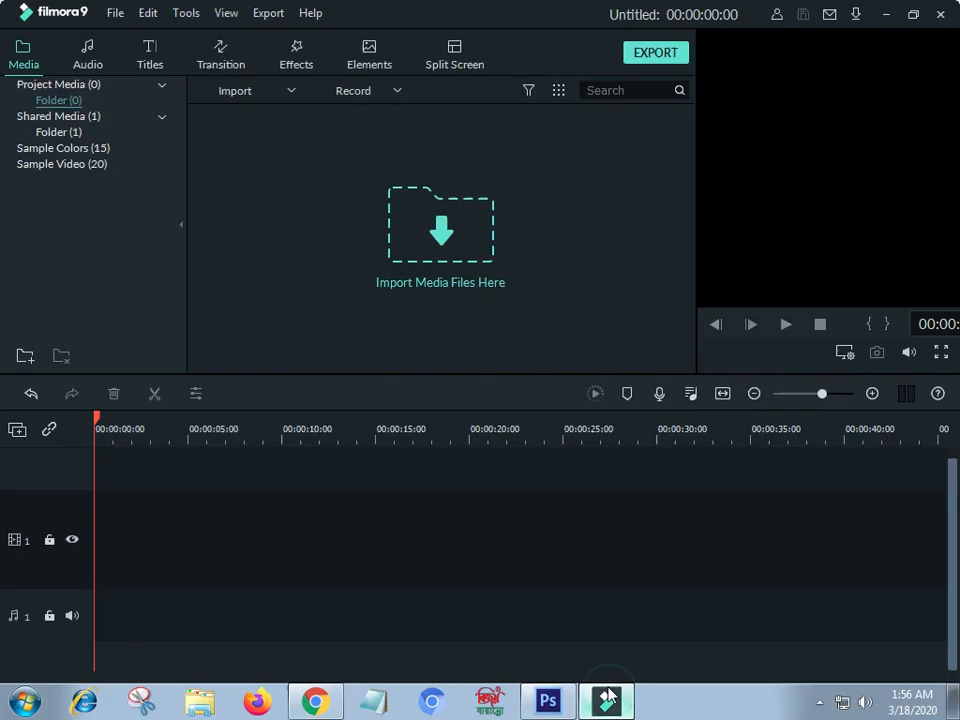 filmora9 File Edit Tools View Export Help Untitled: 00:00:00:00
Media Audio Titles Transition Effects Elements Split Screen EXPORT
Project Media (0)
Folder (0)
Shared Media (1)
Folder (1)
Sample Colors (15)
Sample Video (20)
Import Record Search
Import Media Files Here
00:00:
00:00:00:00 00:00:05:00 00:00:10:00 00:00:15:00 00:00:20:00 00:00:25:00 00:00:30:00 00:00:35:00 00:00:40:00 00
1
1
Ps
1:56 AM
3/18/2020